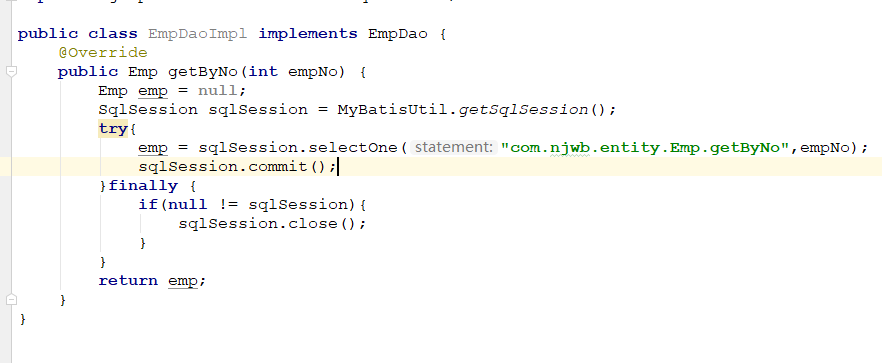 public class EmpDaoImpl implements EmpDao {
@Override
public Emp getByNo(int empNo) {
Emp emp = null;
SqlSession sqlSession = MyBatisUtil.getSqlSession();
try{
emp = sqlSession.selectOne( statement: "com.njwb.entity.Emp.getByNo",empNo);
sqlSession.commit();
}finally {
if(null != sqlSession){
sqlSession.close();
}
}
return emp;
}
}